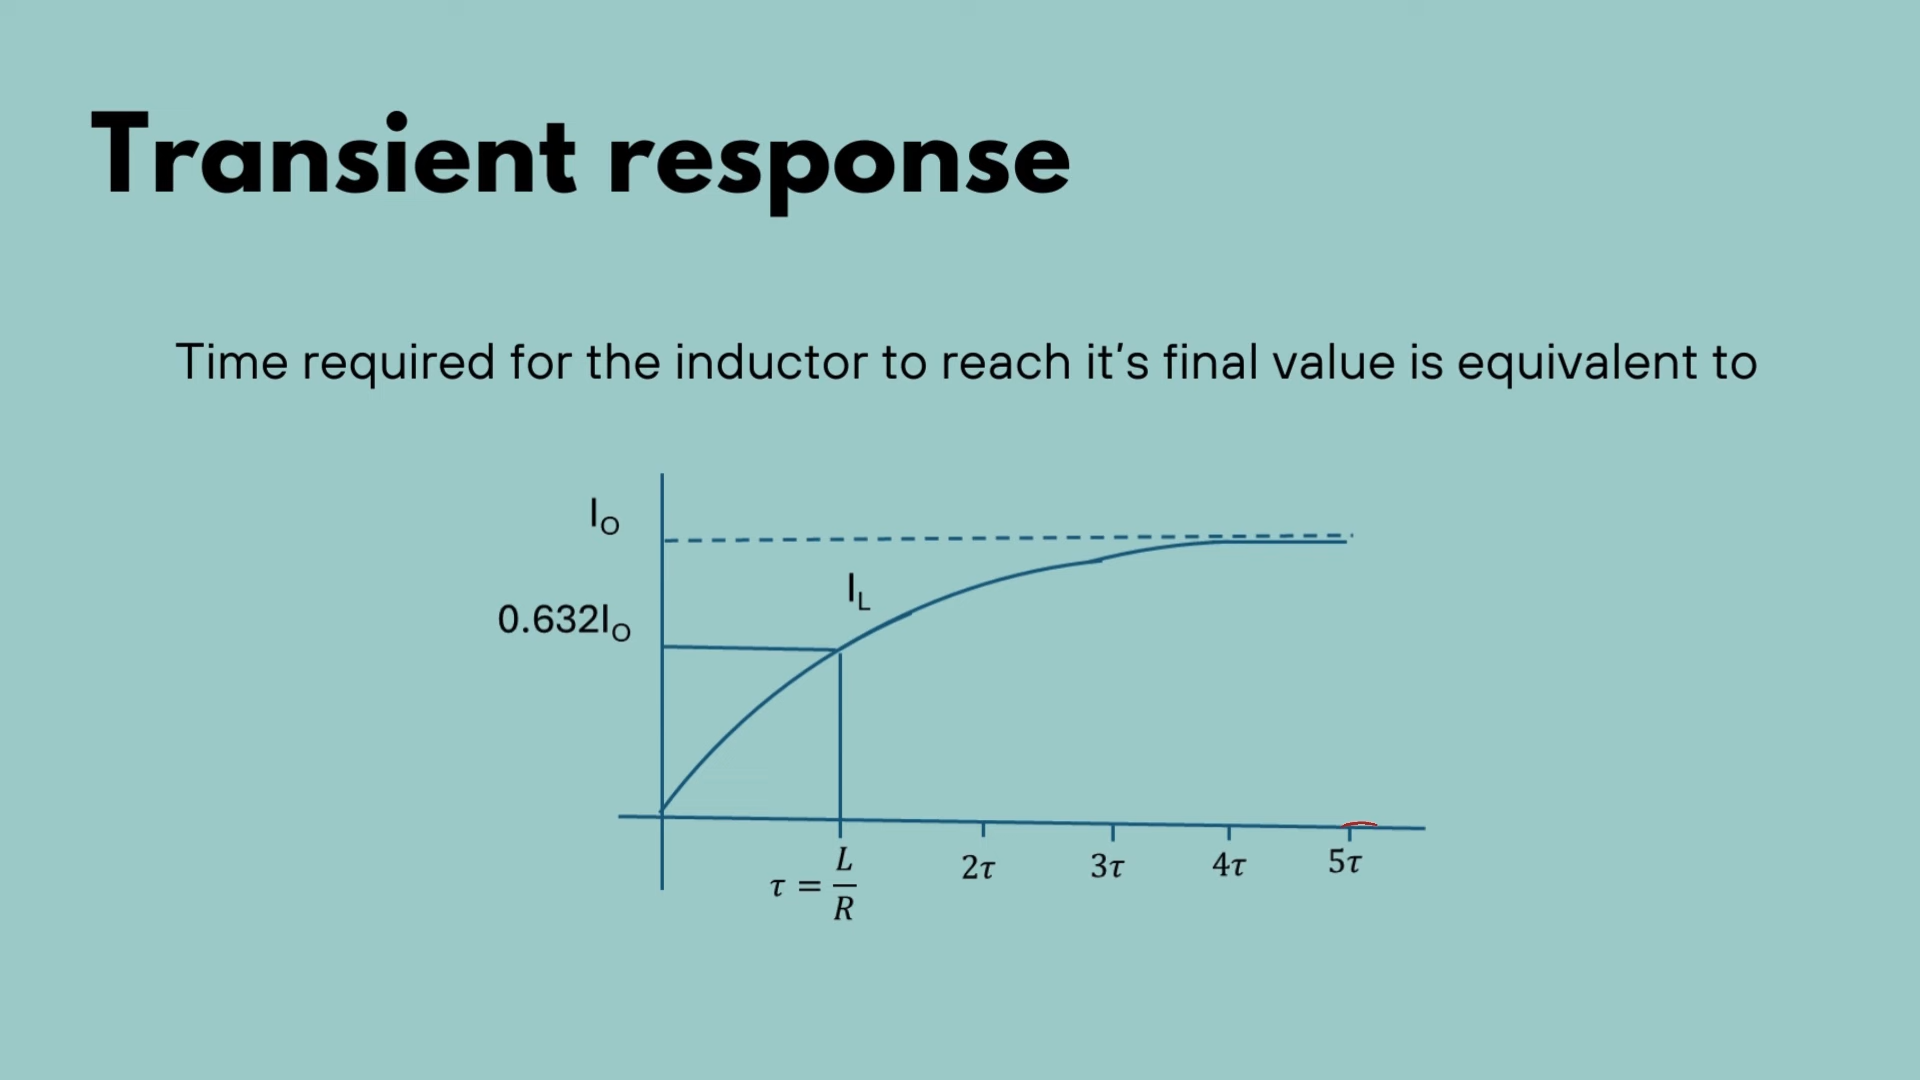 Transient response
Time required for the inductor to reach it's final value is equivalent to
I_O
I_L
0.632I_O
τ = L/R
2τ
3τ
4τ
5τ